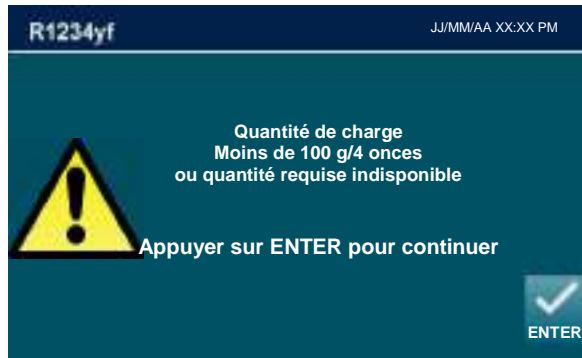 R1234yf JJ/MM/AA XX:XX PM
Quantité de charge
Moins de 100 g/4 onces
ou quantité requise indisponible
Appuyer sur ENTER pour continuer
ENTER